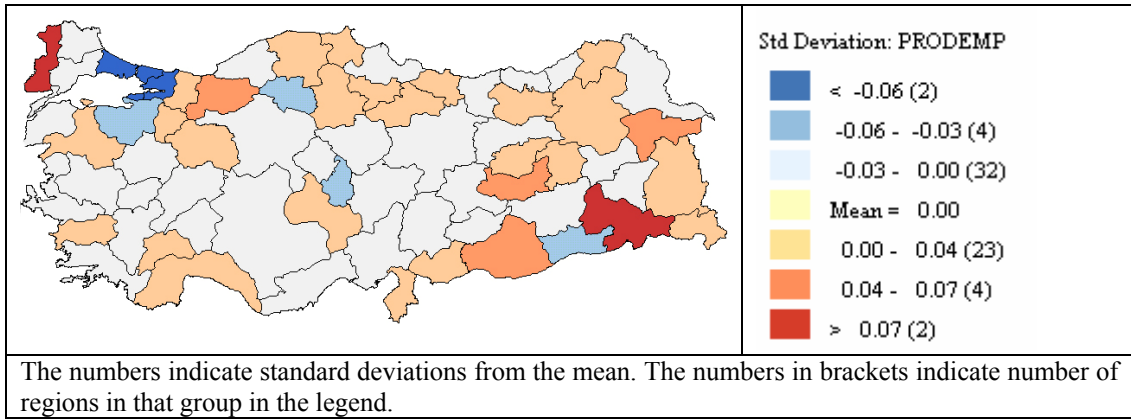 Std Deviation: PRODEMP
< -0.06 (2)
-0.06 - -0.03 (4)
-0.03 - 0.00 (32)
Mean = 0.00
0.00 - 0.04 (23)
0.04 - 0.07 (4)
> 0.07 (2)
The numbers indicate standard deviations from the mean. The numbers in brackets indicate number of
regions in that group in the legend.